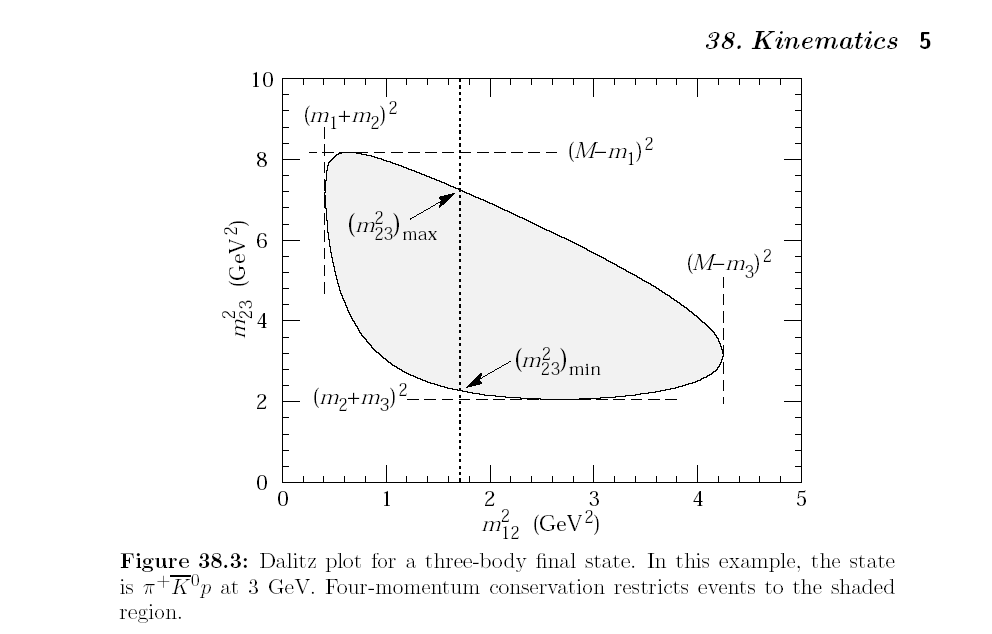 38. Kinematics 5
10
(m₁+m₂)²
8
(M–m₁)²
(m²₂₃)max
6
(M–m₃)²
m²₂₃ (GeV²)
4
(m²₂₃)min
(m₂+m₃)²
2
0
0 1 2 3 4 5
m²₁₂ (GeV²)
Figure 38.3: Dalitz plot for a three-body final state. In this example, the state
is π⁺K̅⁰p at 3 GeV. Four-momentum conservation restricts events to the shaded
region.